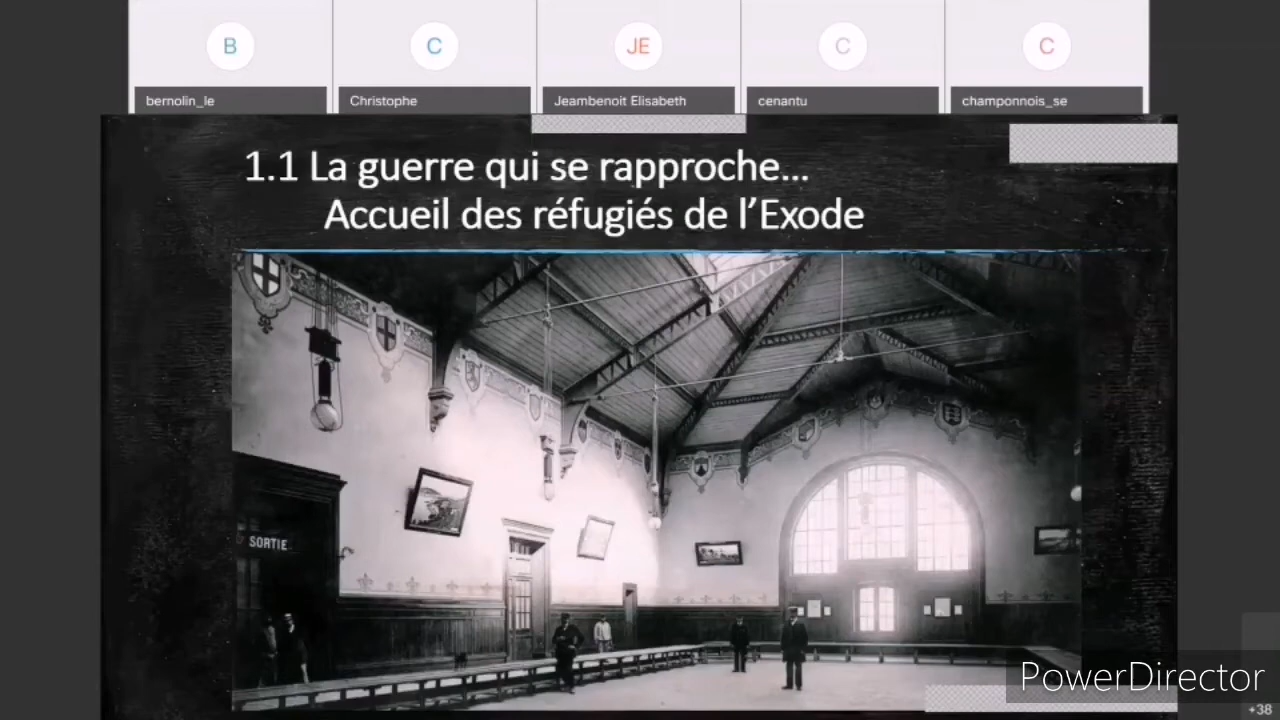 B
C
JE
C
C
bernolin_le
Christophe
Jeambenoit Elisabeth
cenantu
champonnois_se
1.1 La guerre qui se rapproche…
Accueil des réfugiés de l’Exode
SORTIE
PowerDirector
+38